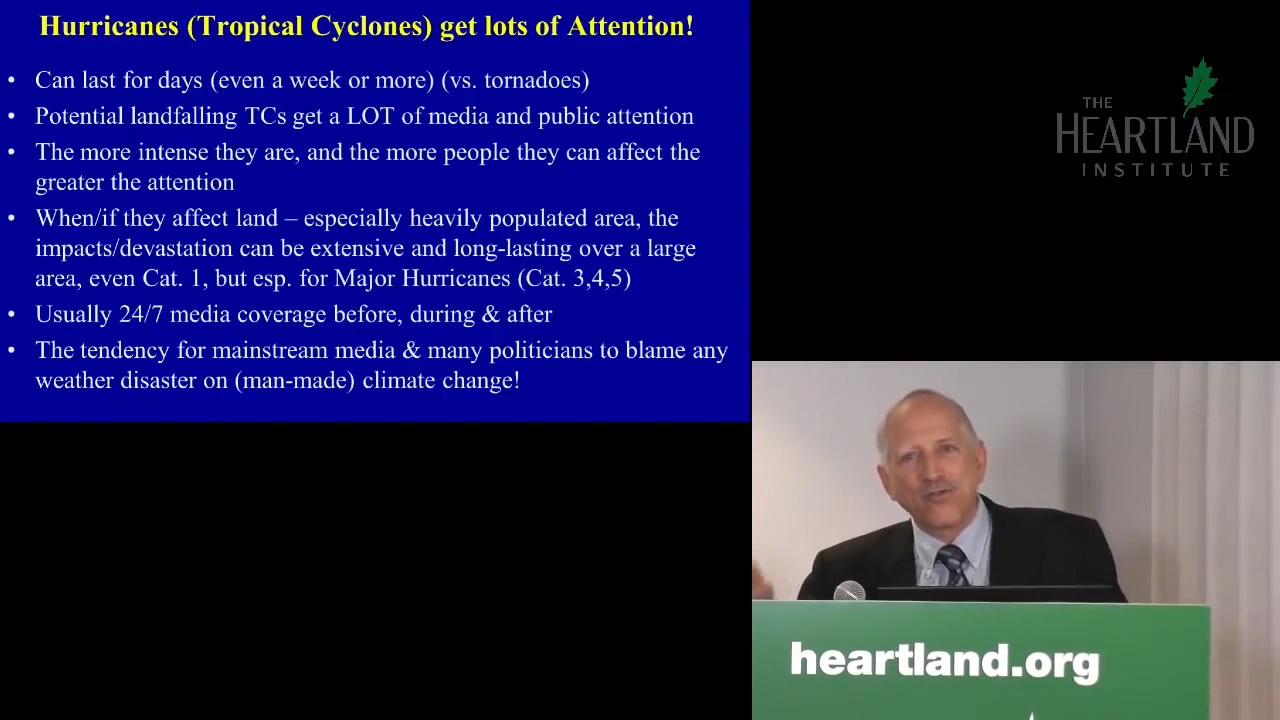 Hurricanes (Tropical Cyclones) get lots of Attention!
• Can last for days (even a week or more) (vs. tornadoes)
• Potential landfalling TCs get a LOT of media and public attention
• The more intense they are, and the more people they can affect the
greater the attention
• When/if they affect land – especially heavily populated area, the
impacts/devastation can be extensive and long-lasting over a large
area, even Cat. 1, but esp. for Major Hurricanes (Cat. 3,4,5)
• Usually 24/7 media coverage before, during & after
• The tendency for mainstream media & many politicians to blame any
weather disaster on (man-made) climate change!
THE
HEARTLAND
INSTITUTE
heartland.org